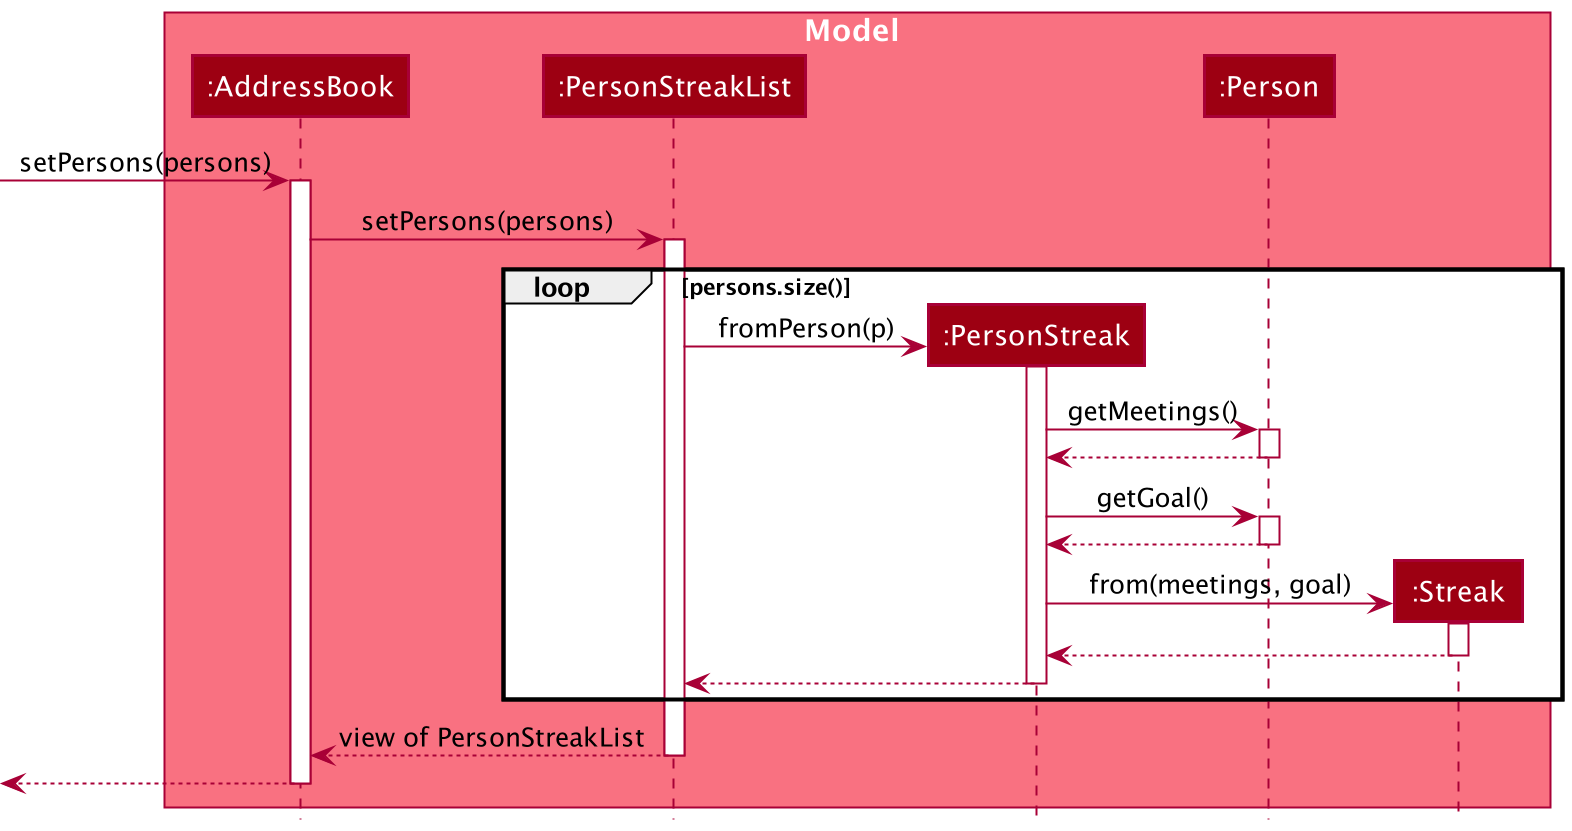 Model
:AddressBook
:PersonStreakList
:Person
setPersons(persons)
setPersons(persons)
loop
[persons.size()]
fromPerson(p)
:PersonStreak
getMeetings()
getGoal()
from(meetings, goal)
:Streak
view of PersonStreakList